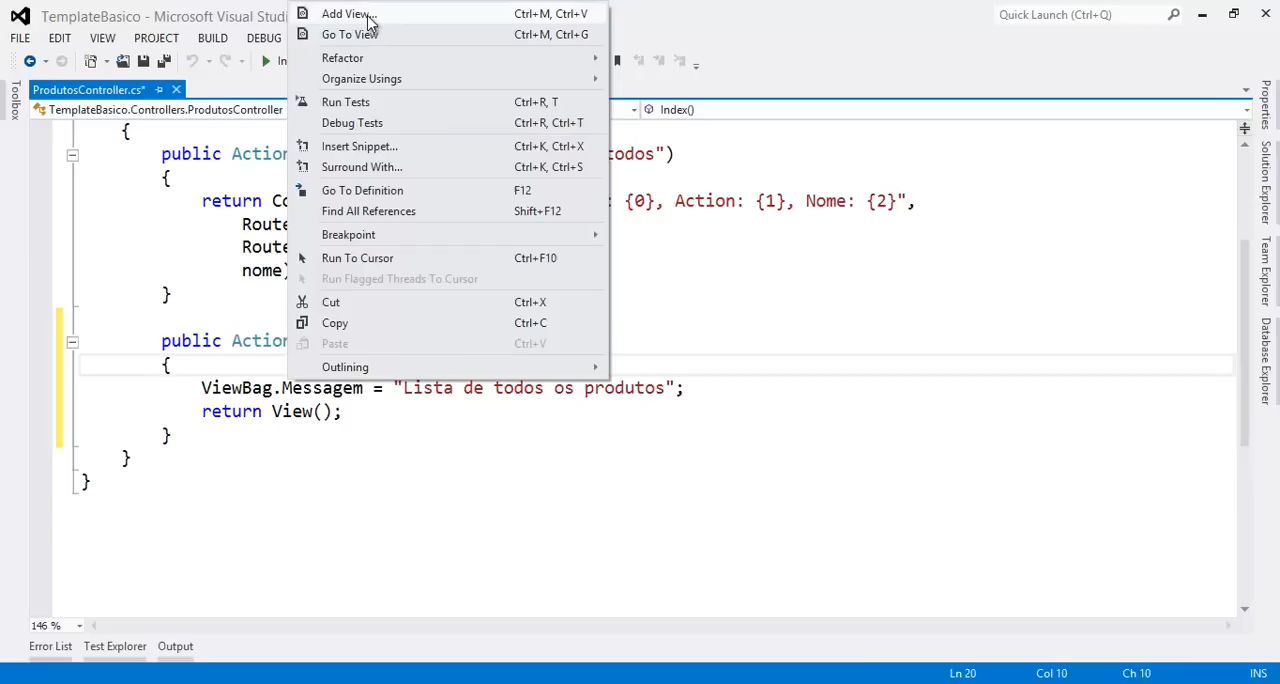 TemplateBasico - Microsoft Visual Studi
Quick Launch (Ctrl+Q)
FILE EDIT VIEW PROJECT BUILD DEBUG
In
ProdutosController.cs*
TemplateBasico.Controllers.ProdutosController
Index()
Toolbox
Add View... Ctrl+M, Ctrl+V
Go To View Ctrl+M, Ctrl+G
Refactor
Organize Usings
Run Tests Ctrl+R, T
Debug Tests Ctrl+R, Ctrl+T
Insert Snippet... Ctrl+K, Ctrl+X
Surround With... Ctrl+K, Ctrl+S
Go To Definition F12
Find All References Shift+F12
Breakpoint
Run To Cursor Ctrl+F10
Run Flagged Threads To Cursor
Cut Ctrl+X
Copy Ctrl+C
Paste Ctrl+V
Outlining
{
public Action todos")
{
return Co : {0}, Action: {1}, Nome: {2}",
Route
Route
nome)
}
public Action
{
ViewBag.Messagem = "Lista de todos os produtos";
return View();
}
}
}
Properties
Solution Explorer
Team Explorer
Database Explorer
146 %
Error List Test Explorer Output
Ln 20 Col 10 Ch 10 INS